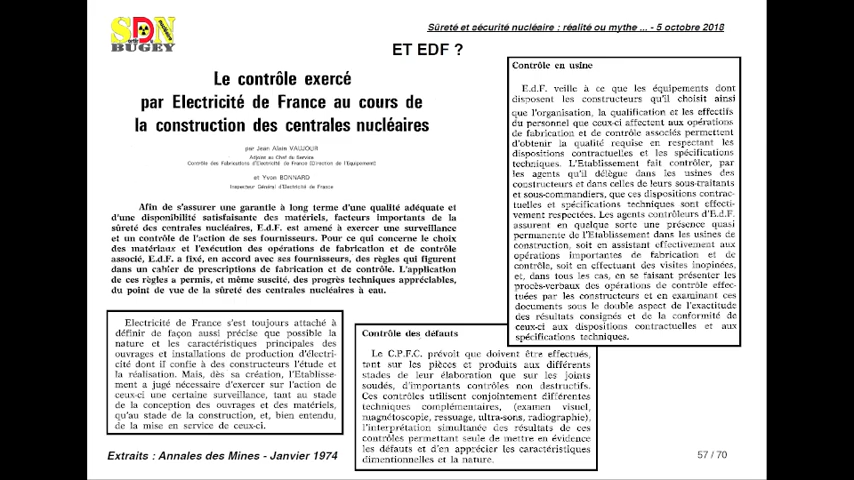 SDN
nucléaire
BUGEY
Sûreté et sécurité nucléaire : réalité ou mythe ... - 5 octobre 2018
ET EDF ?
Le contrôle exercé
par Electricité de France au cours de
la construction des centrales nucléaires
par Jean Alain VAUJOUR
Adjoint au Chef du Service
Contrôle des Fabrications d'Electricité de France (Direction de l'Equipement)
et Yvon BONNARD
Inspecteur Général d'Electricité de France
Afin de s'assurer une garantie à long terme d'une qualité adéquate et
d'une disponibilité satisfaisante des matériels, facteurs importants de la
sûreté des centrales nucléaires, E.d.F. est amené à exercer une surveillance
et un contrôle de l'action de ses fournisseurs. Pour ce qui concerne le choix
des matériaux et l'exécution des opérations de fabrication et de contrôle
associé, E.d.F. a fixé, en accord avec ses fournisseurs, des règles qui figurent
dans un cahier de prescriptions de fabrication et de contrôle. L'application
de ces règles a permis, et même suscité, des progrès techniques appréciables,
du point de vue de la sûreté des centrales nucléaires à eau.
Electricité de France s'est toujours attaché à
définir de façon aussi précise que possible la
nature et les caractéristiques principales des
ouvrages et installations de production d'électri-
cité dont il confie à des constructeurs l'étude et
la réalisation. Mais, dès sa création, l'Etablisse-
ment a jugé nécessaire d'exercer sur l'action de
ceux-ci une certaine surveillance, tant au stade
de la conception des ouvrages et des matériels,
qu'au stade de la construction, et, bien entendu,
de la mise en service de ceux-ci.
Contrôle des défauts
Le C.P.F.C. prévoit que doivent être effectués,
tant sur les pièces et produits aux différents
stades de leur élaboration que sur les joints
soudés, d'importants contrôles non destructifs.
Ces contrôles utilisent conjointement différentes
techniques complémentaires, (examen visuel,
magnétoscopie, ressuage, ultra-sons, radiographie),
l'interprétation simultanée des résultats de ces
contrôles permettant seule de mettre en évidence
les défauts et d'en apprécier les caractéristiques
dimentionnelles et la nature.
Contrôle en usine
E.d.F. veille à ce que les équipements dont
disposent les constructeurs qu'il choisit ainsi
que l'organisation, la qualification et les effectifs
du personnel que ceux-ci affectent aux opérations
de fabrication et de contrôle associés permettent
d'obtenir la qualité requise en respectant les
dispositions contractuelles et les spécifications
techniques. L'Etablissement fait contrôler, par
les agents qu'il délègue dans les usines des
constructeurs et dans celles de leurs sous-traitants
et sous-commandiers, que ces dispositions contrac-
tuelles et spécifications techniques sont effecti-
vement respectées. Les agents contrôleurs d'E.d.F.
assurent en quelque sorte une présence quasi
permanente de l'Etablissement dans les usines de
construction, soit en assistant effectivement aux
opérations importantes de fabrication et de
contrôle, soit en effectuant des visites inopinées,
et, dans tous les cas, en se faisant présenter les
procès-verbaux des opérations de contrôle effec-
tuées par les constructeurs et en examinant ces
documents sous le double aspect de l'exactitude
des résultats consignés et de la conformité de
ceux-ci aux dispositions contractuelles et aux
spécifications techniques.
Extraits : Annales des Mines - Janvier 1974
57 / 70